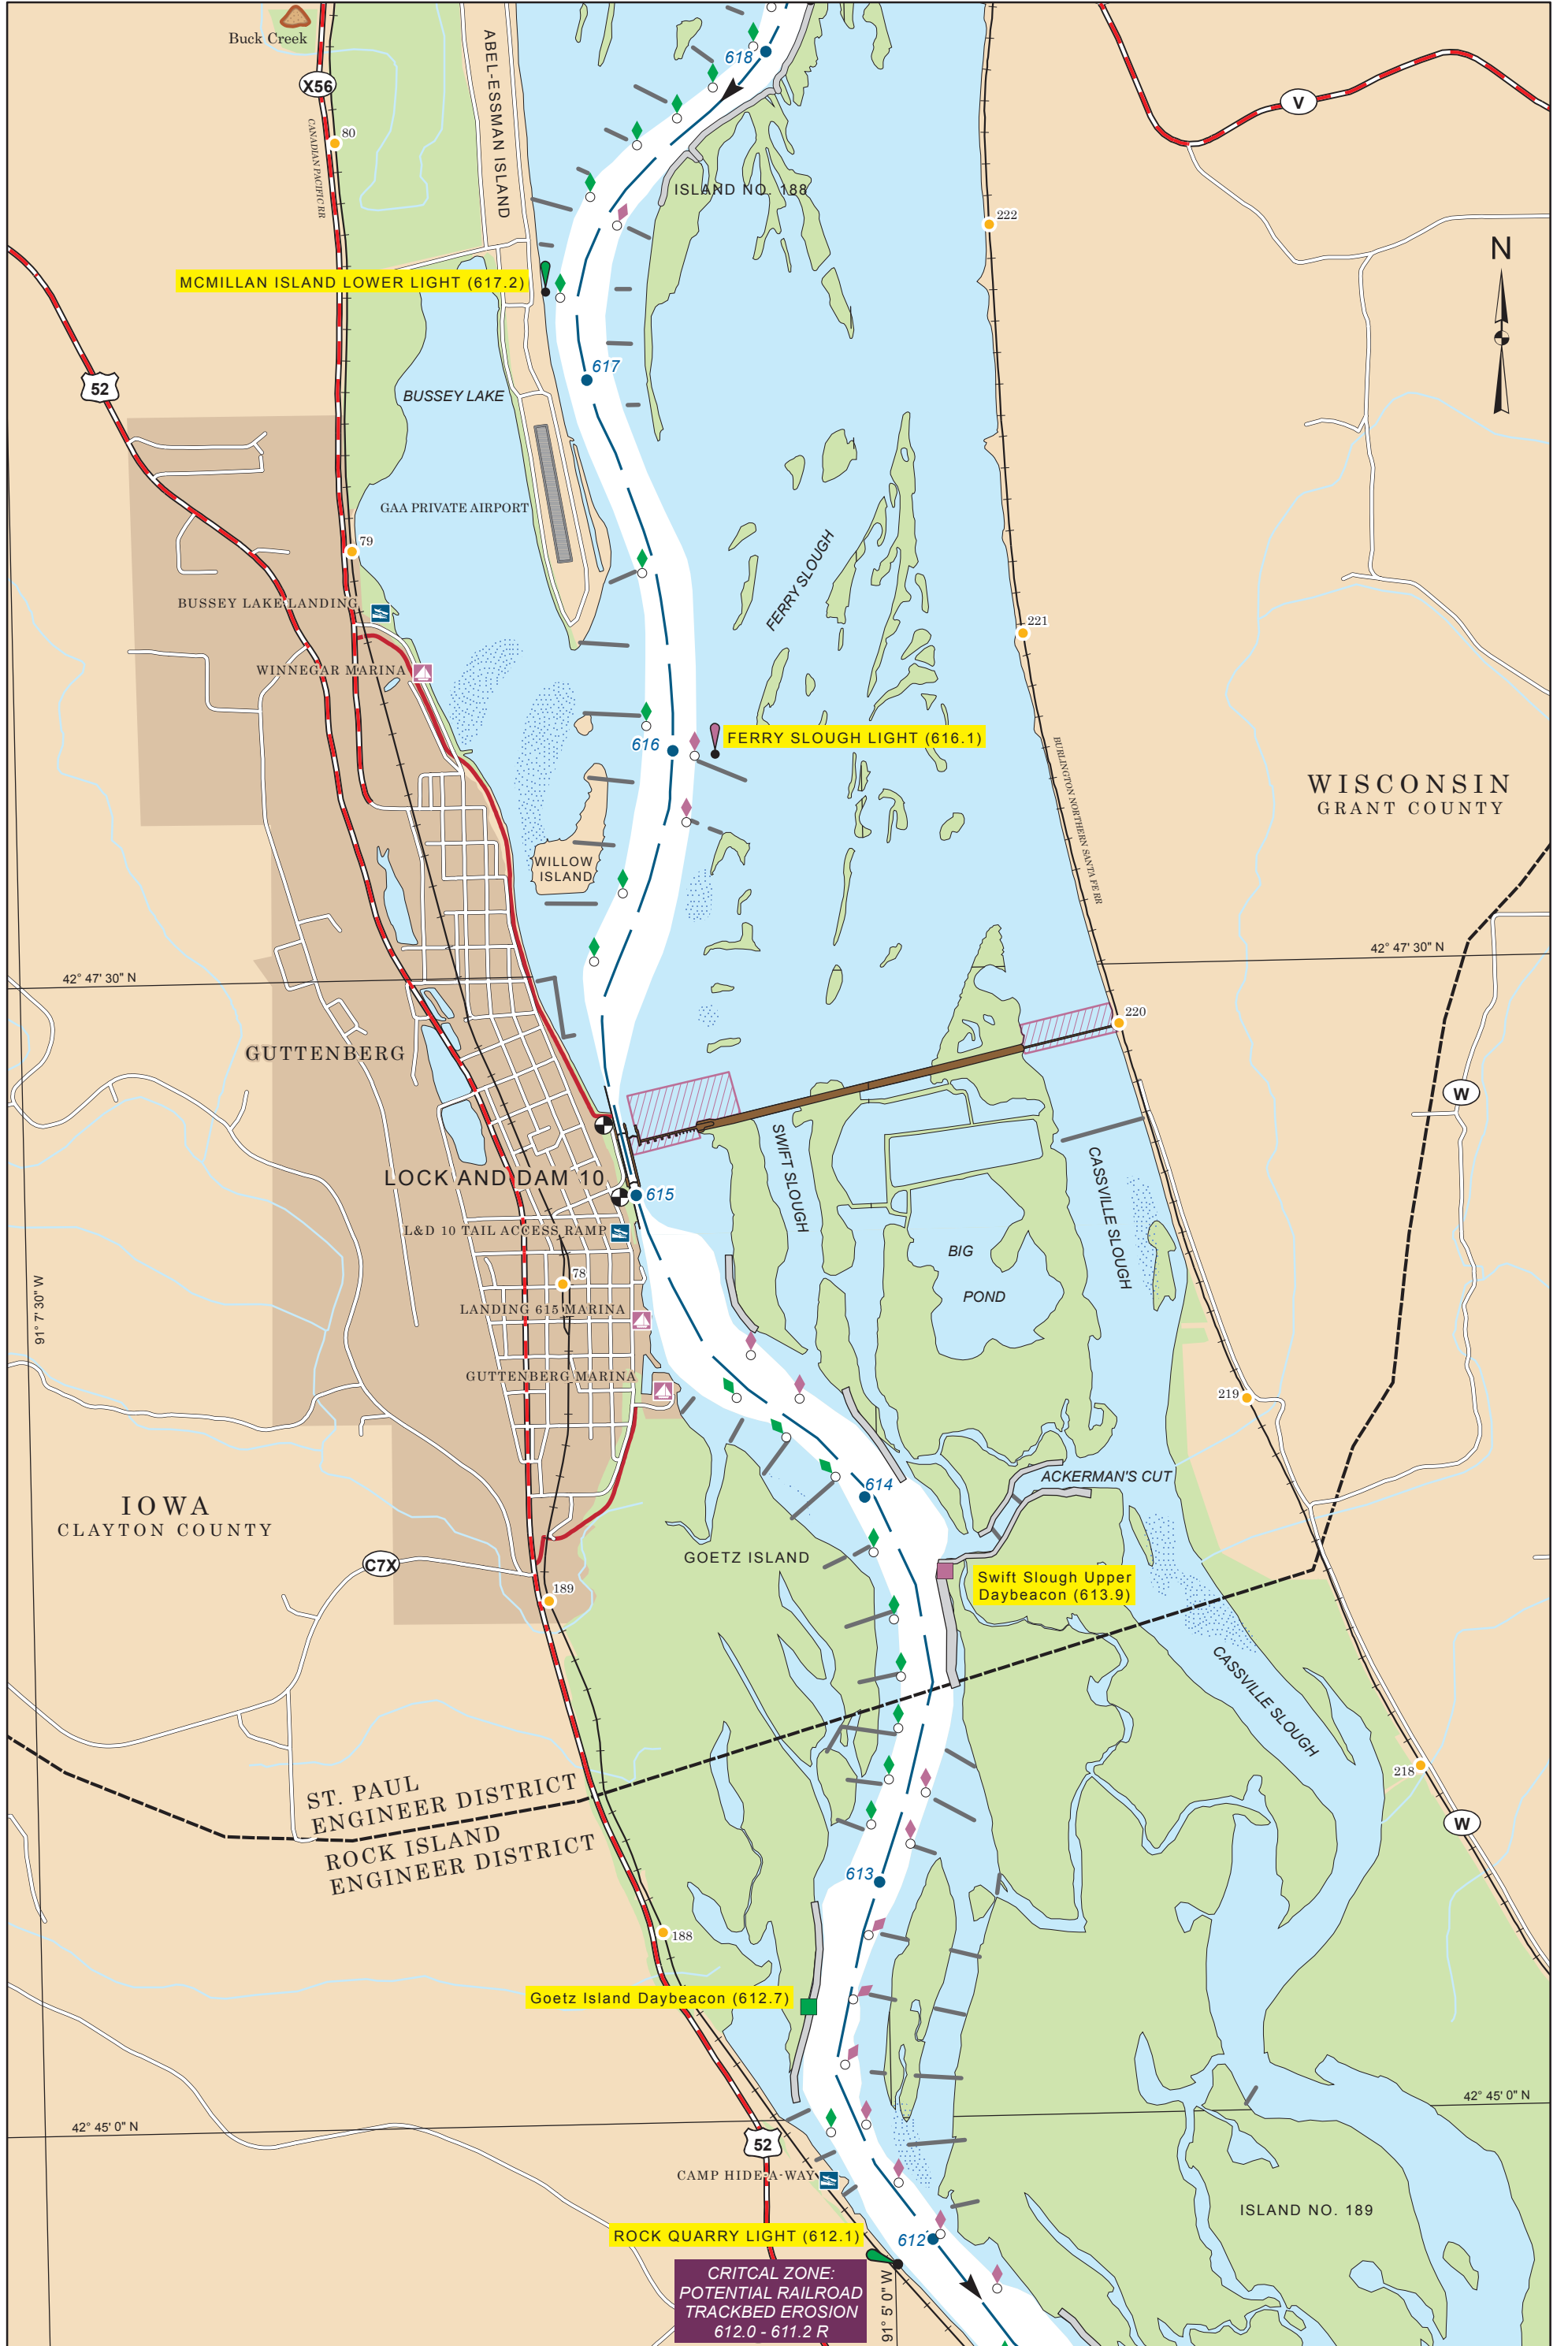 Buck Creek
X56
80
CANADIAN PACIFIC RR
ABEL-ESSMAN ISLAND
618
V
ISLAND NO. 188
222
N
MCMILLAN ISLAND LOWER LIGHT (617.2)
617
52
BUSSEY LAKE
GAA PRIVATE AIRPORT
79
FERRY SLOUGH
BUSSEY LAKE LANDING
221
WINNEGAR MARINA
616
FERRY SLOUGH LIGHT (616.1)
BURLINGTON NORTHERN SANTA FE RR
WISCONSIN
GRANT COUNTY
WILLOW
ISLAND
42° 47' 30" N
42° 47' 30" N
220
GUTTENBERG
W
SWIFT SLOUGH
LOCK AND DAM 10
615
CASSVILLE SLOUGH
L&D 10 TAIL ACCESS RAMP
BIG
POND
78
91° 7' 30" W
LANDING 615 MARINA
GUTTENBERG MARINA
219
614
ACKERMAN'S CUT
IOWA
CLAYTON COUNTY
GOETZ ISLAND
C7X
Swift Slough Upper
Daybeacon (613.9)
189
CASSVILLE SLOUGH
ST. PAUL
ENGINEER DISTRICT
ROCK ISLAND
ENGINEER DISTRICT
218
W
613
188
Goetz Island Daybeacon (612.7)
42° 45' 0" N
42° 45' 0" N
52
CAMP HIDE-A-WAY
ISLAND NO. 189
ROCK QUARRY LIGHT (612.1)
612
CRITCAL ZONE:
POTENTIAL RAILROAD
TRACKBED EROSION
612.0 - 611.2 R
91° 5' 0" W